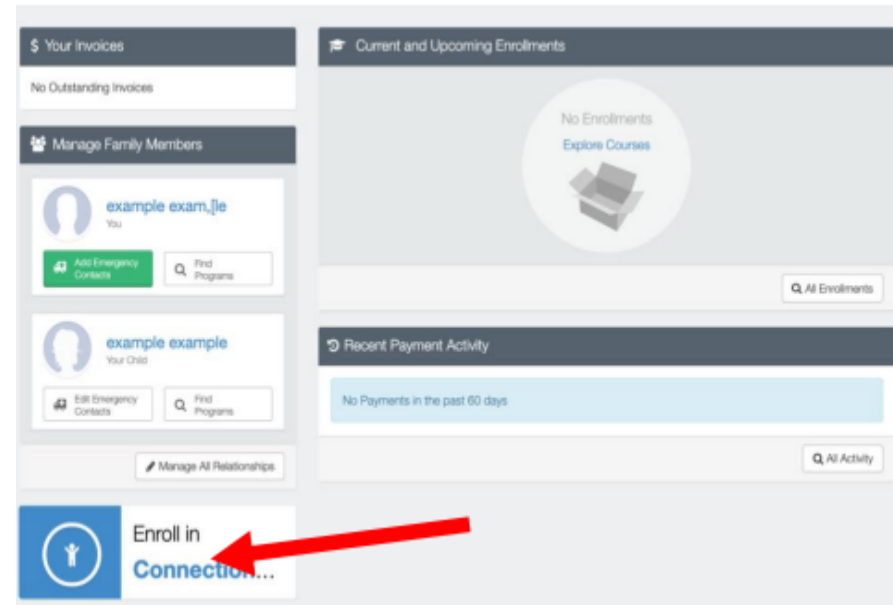 $ Your Invoices
No Outstanding Invoices
Manage Family Members
example exam,[le
You
Add Emergency
Contacts
Find
Programs
example example
Your Child
Edit Emergency
Contacts
Find
Programs
Manage All Relationships
Enroll in
Connection...
Current and Upcoming Enrollments
No Enrollments
Explore Courses
All Enrollments
Recent Payment Activity
No Payments in the past 60 days
All Activity